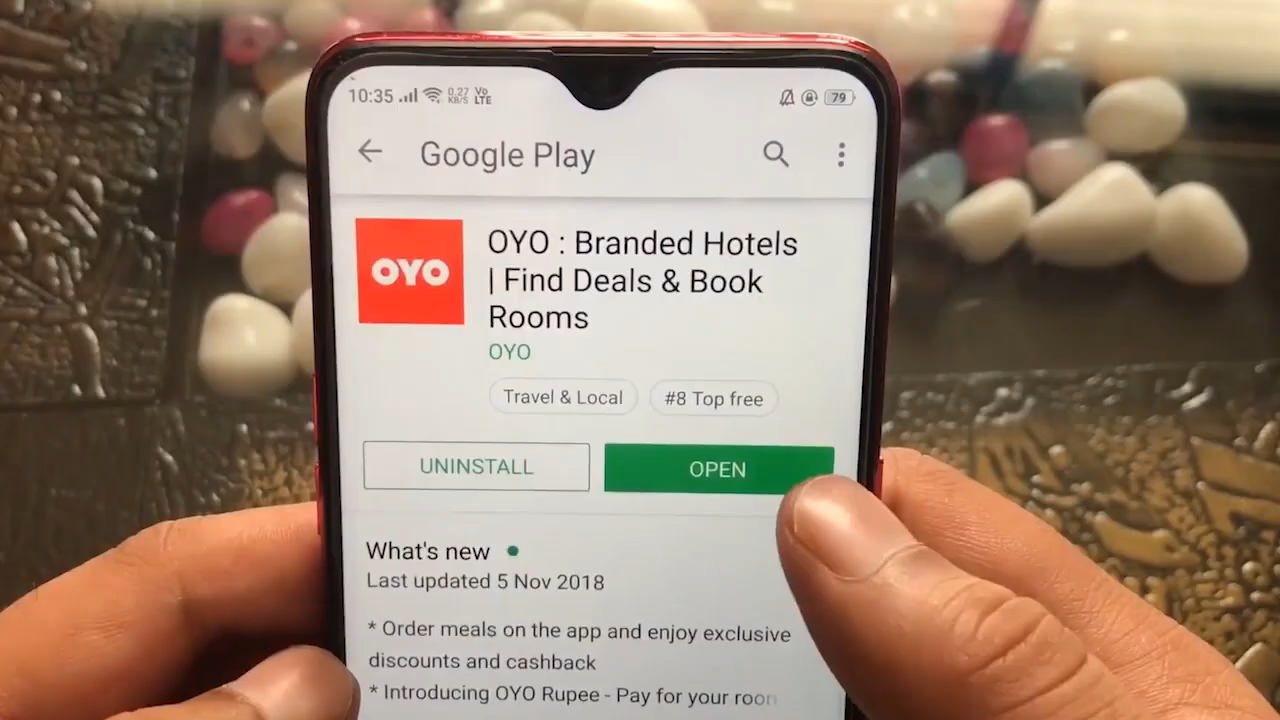 10:35 0.27 KB/S Vo LTE 79
Google Play
OYO
OYO : Branded Hotels
| Find Deals & Book
Rooms
OYO
Travel & Local #8 Top free
UNINSTALL OPEN
What's new
Last updated 5 Nov 2018
* Order meals on the app and enjoy exclusive
discounts and cashback
* Introducing OYO Rupee - Pay for your room